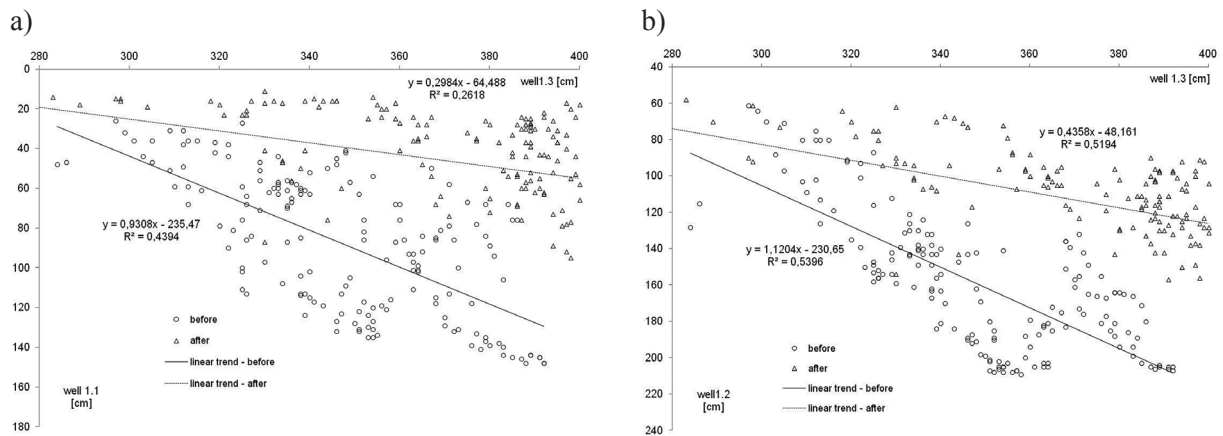 a)
280 300 320 340 360 380 400
0
20
40
60
80
100
120
140
160
180
well1.3 [cm]
y = 0,2984x - 64,488
R² = 0,2618
y = 0,9308x - 235,47
R² = 0,4394
before
after
linear trend - before
linear trend - after
well 1.1
[cm]
b)
280 300 320 340 360 380 400
40
60
80
100
120
140
160
180
200
220
240
well 1.3 [cm]
y = 0,4358x - 48,161
R² = 0,5194
y = 1,1204x - 230,65
R² = 0,5396
before
after
linear trend - before
linear trend - after
well1.2
[cm]